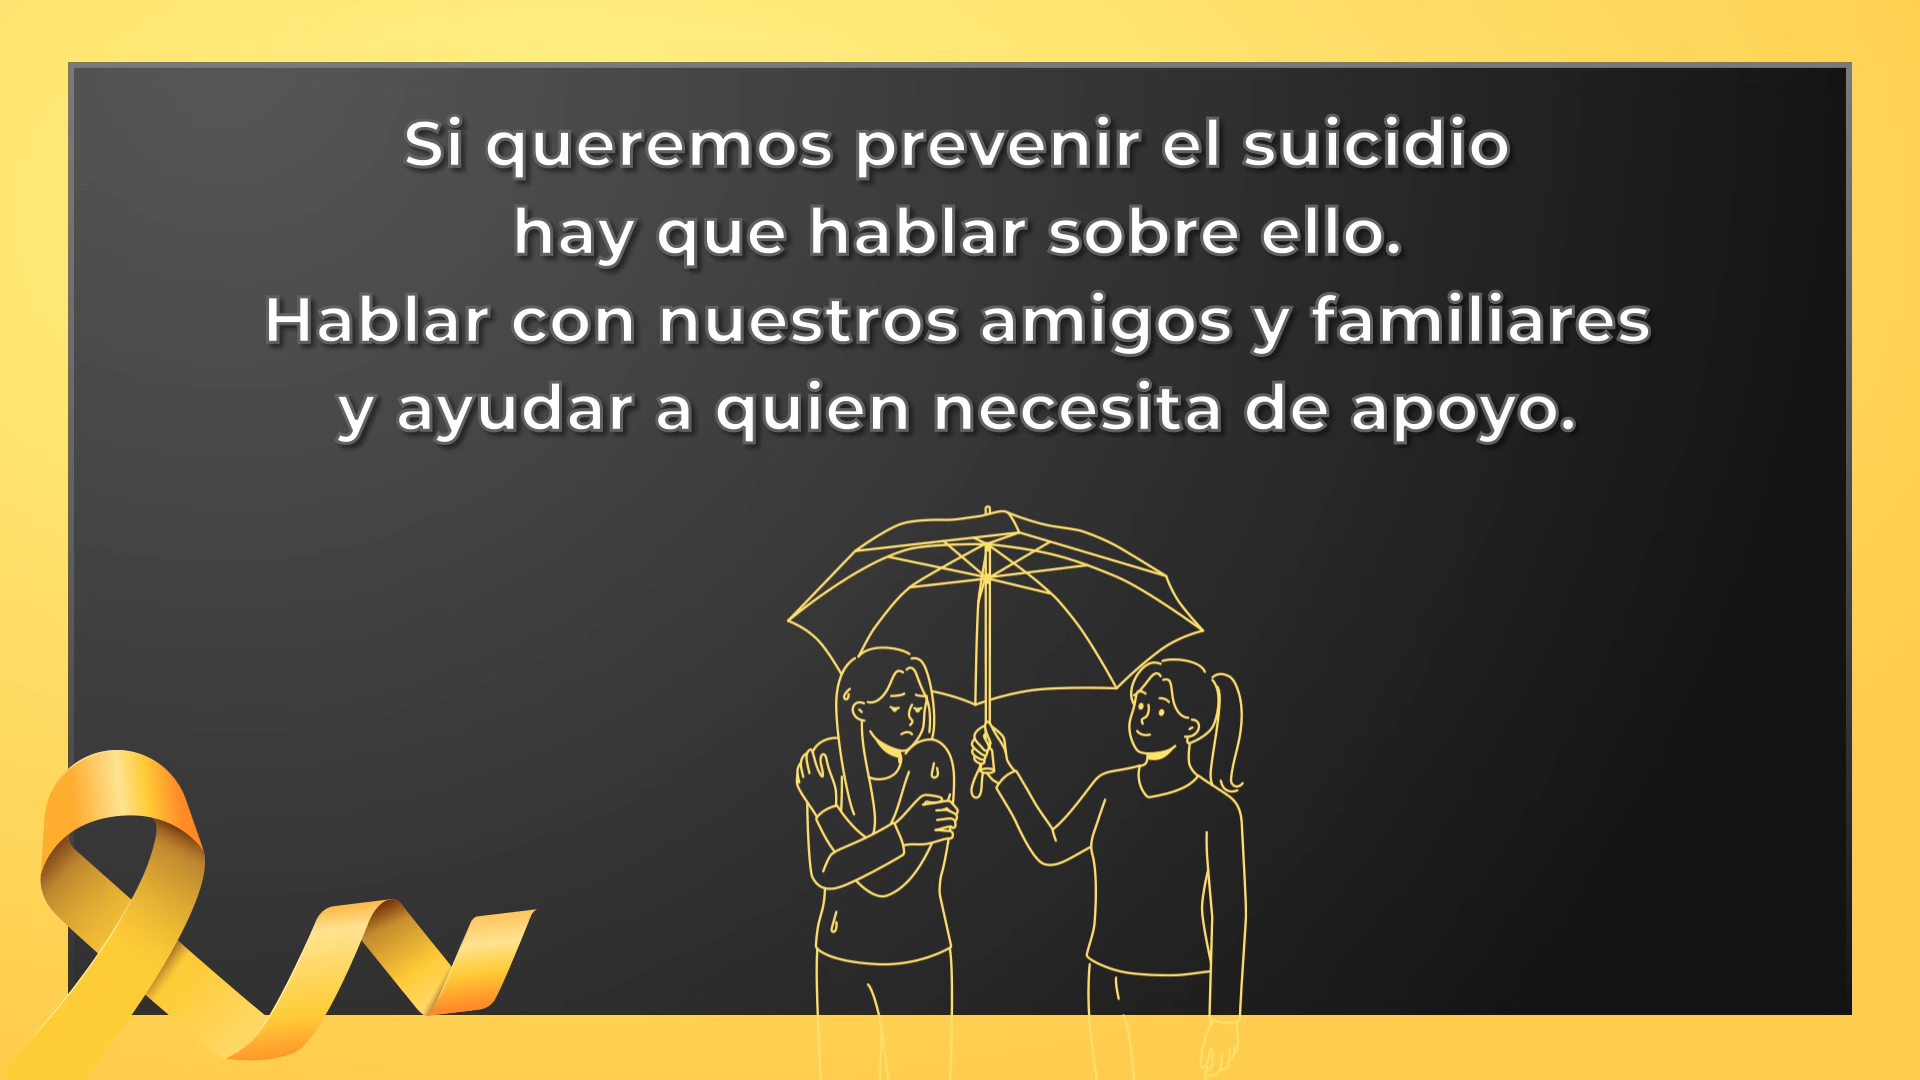 Si queremos prevenir el suicidio
hay que hablar sobre ello.
Hablar con nuestros amigos y familiares
y ayudar a quien necesita de apoyo.